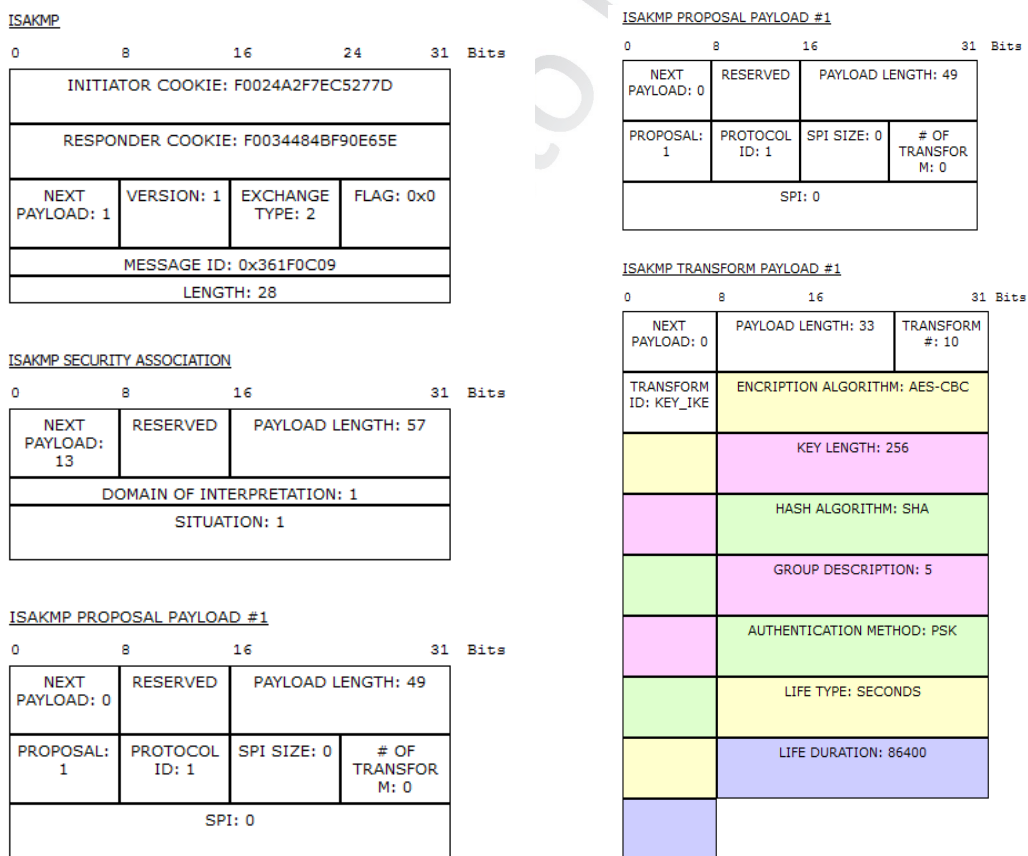 ISAKMP
0 8 16 24 31 Bits
INITIATOR COOKIE: F0024A2F7EC5277D
RESPONDER COOKIE: F0034484BF90E65E
NEXT
PAYLOAD: 1
VERSION: 1
EXCHANGE
TYPE: 2
FLAG: 0x0
MESSAGE ID: 0x361F0C09
LENGTH: 28
ISAKMP SECURITY ASSOCIATION
0 8 16 31 Bits
NEXT
PAYLOAD:
13
RESERVED
PAYLOAD LENGTH: 57
DOMAIN OF INTERPRETATION: 1
SITUATION: 1
ISAKMP PROPOSAL PAYLOAD #1
0 8 16 31 Bits
NEXT
PAYLOAD: 0
RESERVED
PAYLOAD LENGTH: 49
PROPOSAL:
1
PROTOCOL
ID: 1
SPI SIZE: 0
# OF
TRANSFOR
M: 0
SPI: 0
ISAKMP PROPOSAL PAYLOAD #1
0 8 16 31 Bits
NEXT
PAYLOAD: 0
RESERVED
PAYLOAD LENGTH: 49
PROPOSAL:
1
PROTOCOL
ID: 1
SPI SIZE: 0
# OF
TRANSFOR
M: 0
SPI: 0
ISAKMP TRANSFORM PAYLOAD #1
0 8 16 31 Bits
NEXT
PAYLOAD: 0
PAYLOAD LENGTH: 33
TRANSFORM
#: 10
TRANSFORM
ID: KEY_IKE
ENCRIPTION ALGORITHM: AES-CBC
KEY LENGTH: 256
HASH ALGORITHM: SHA
GROUP DESCRIPTION: 5
AUTHENTICATION METHOD: PSK
LIFE TYPE: SECONDS
LIFE DURATION: 86400